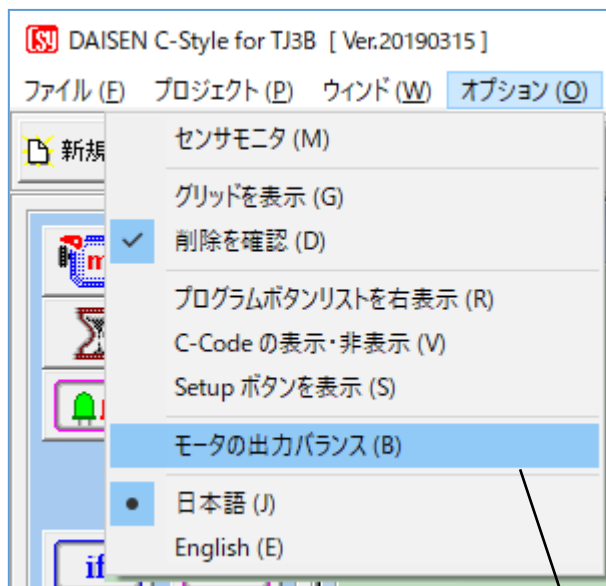 DAISEN C-Style for TJ3B [ Ver.20190315 ]
ファイル (F) プロジェクト (P) ウィンド (W) オプション (O)
新規
センサモニタ (M)
グリッドを表示 (G)
削除を確認 (D)
プログラムボタンリストを右表示 (R)
C-Code の表示・非表示 (V)
Setup ボタンを表示 (S)
モータの出力バランス (B)
日本語 (J)
English (E)
if